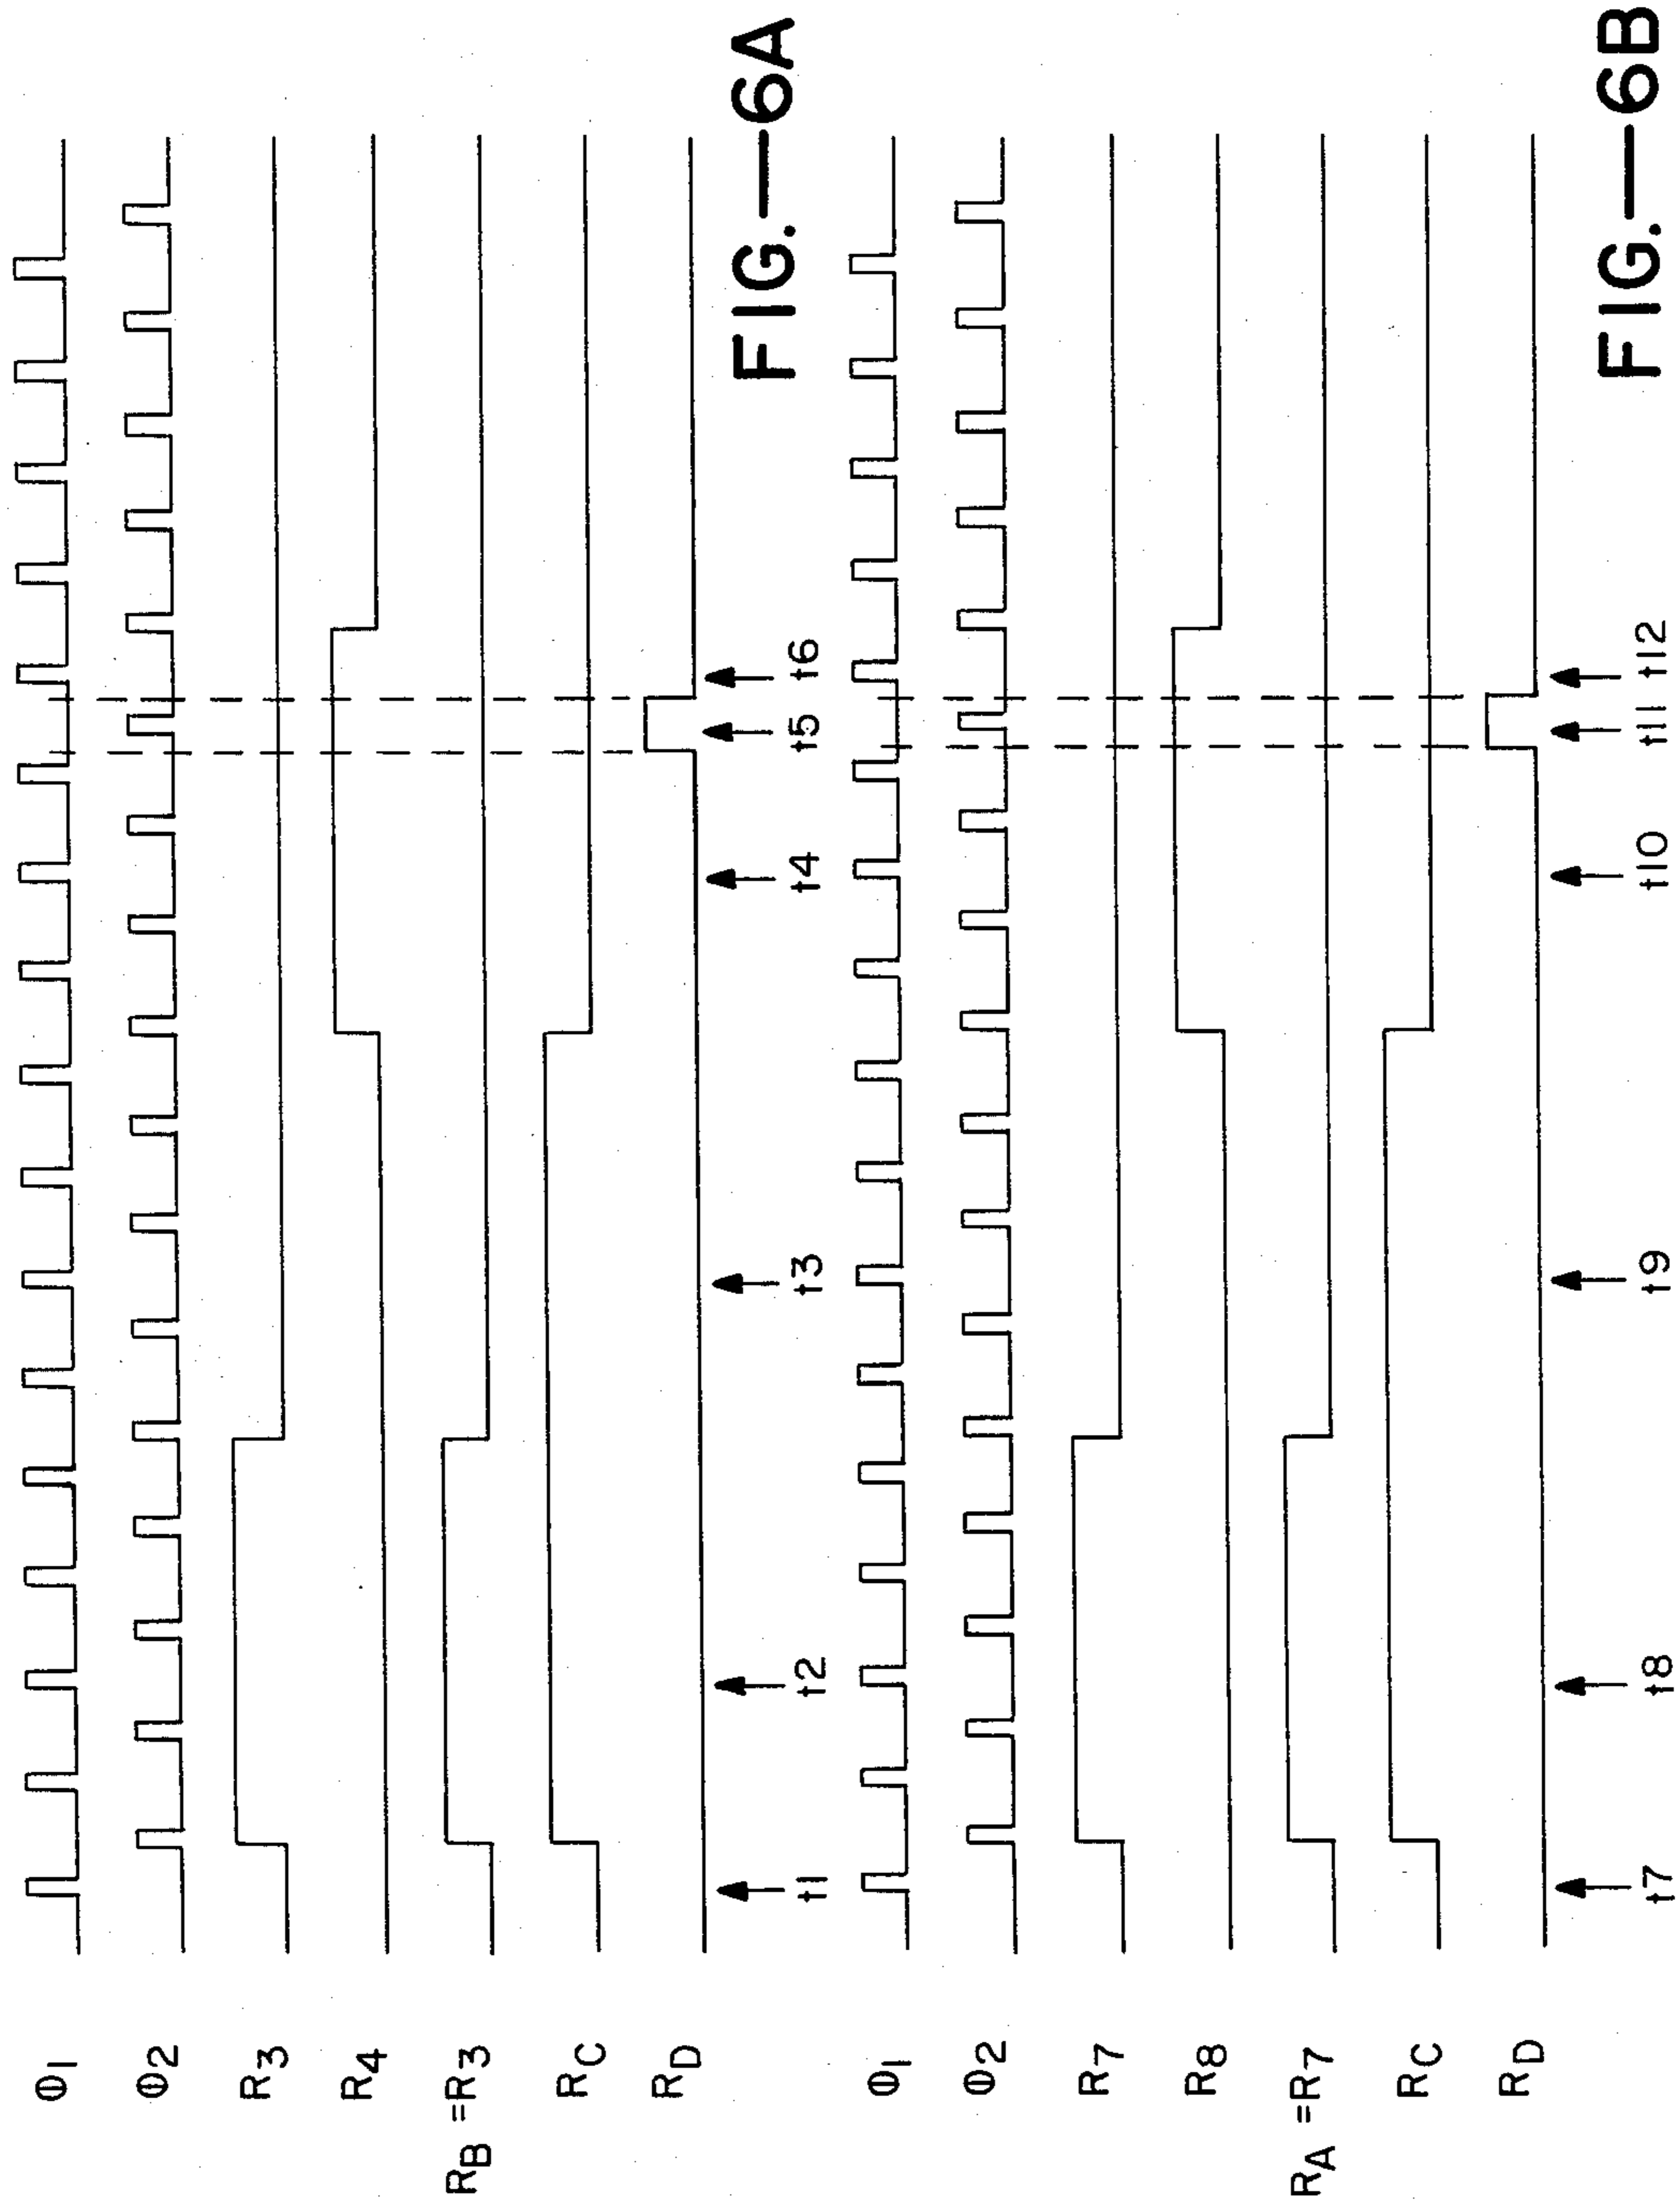 Φ1
Φ2
R3
R4
RB =R3
RC
RD
t1 t2 t3 t4 t5 t6
FIG.—6A
Φ1
Φ2
R7
R8
RA =R7
RC
RD
t7 t8 t9 t10 t11 t12
FIG.—6B